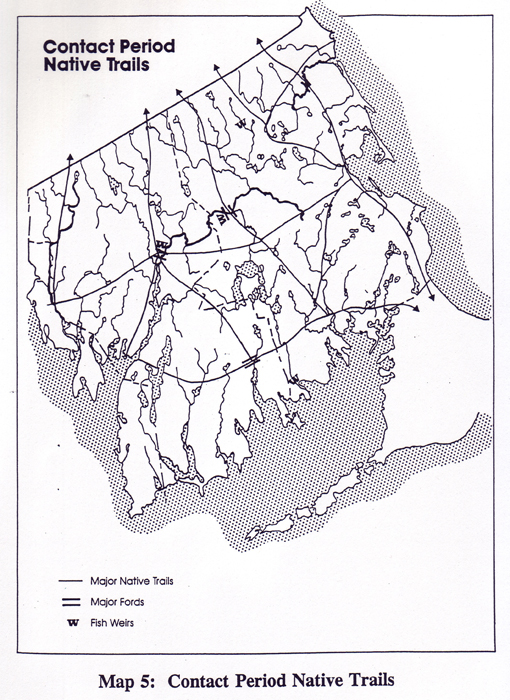 Contact Period
Native Trails
W
W
Major Native Trails
Major Fords
W Fish Weirs
Map 5: Contact Period Native Trails